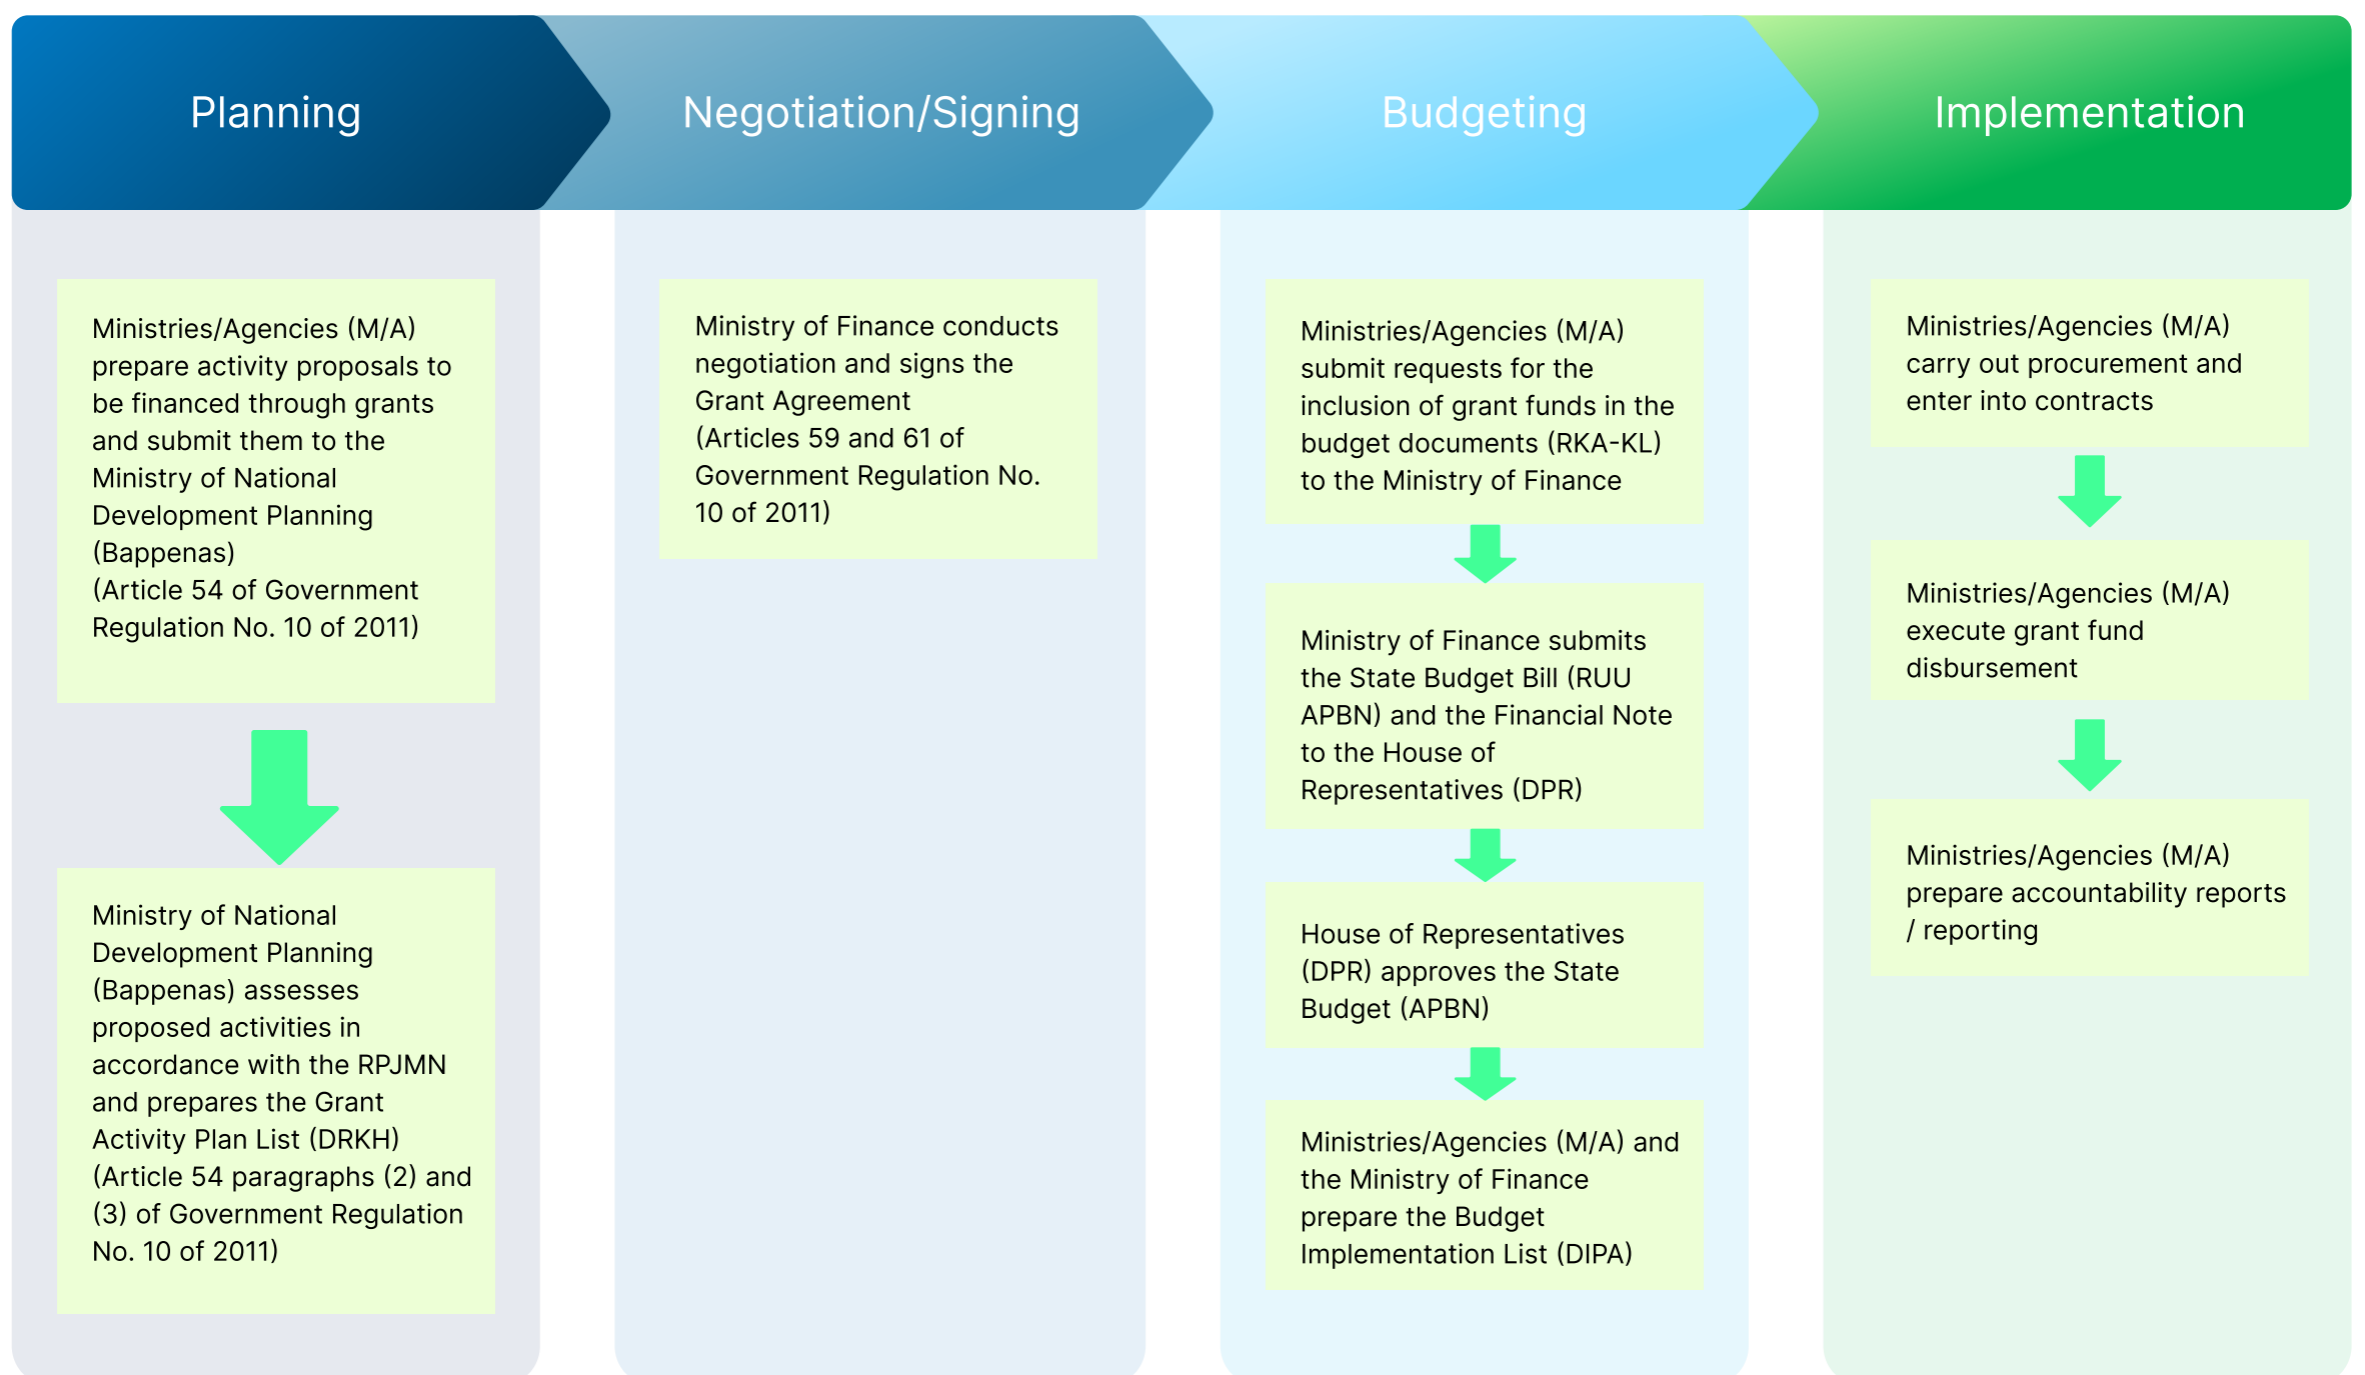 Planning
Negotiation/Signing
Budgeting
Implementation
Ministries/Agencies (M/A)
prepare activity proposals to
be financed through grants
and submit them to the
Ministry of National
Development Planning
(Bappenas)
(Article 54 of Government
Regulation No. 10 of 2011)
Ministry of National
Development Planning
(Bappenas) assesses
proposed activities in
accordance with the RPJMN
and prepares the Grant
Activity Plan List (DRKH)
(Article 54 paragraphs (2) and
(3) of Government Regulation
No. 10 of 2011)
Ministry of Finance conducts
negotiation and signs the
Grant Agreement
(Articles 59 and 61 of
Government Regulation No.
10 of 2011)
Ministries/Agencies (M/A)
submit requests for the
inclusion of grant funds in the
budget documents (RKA-KL)
to the Ministry of Finance
Ministry of Finance submits
the State Budget Bill (RUU
APBN) and the Financial Note
to the House of
Representatives (DPR)
House of Representatives
(DPR) approves the State
Budget (APBN)
Ministries/Agencies (M/A) and
the Ministry of Finance
prepare the Budget
Implementation List (DIPA)
Ministries/Agencies (M/A)
carry out procurement and
enter into contracts
Ministries/Agencies (M/A)
execute grant fund
disbursement
Ministries/Agencies (M/A)
prepare accountability reports
/ reporting